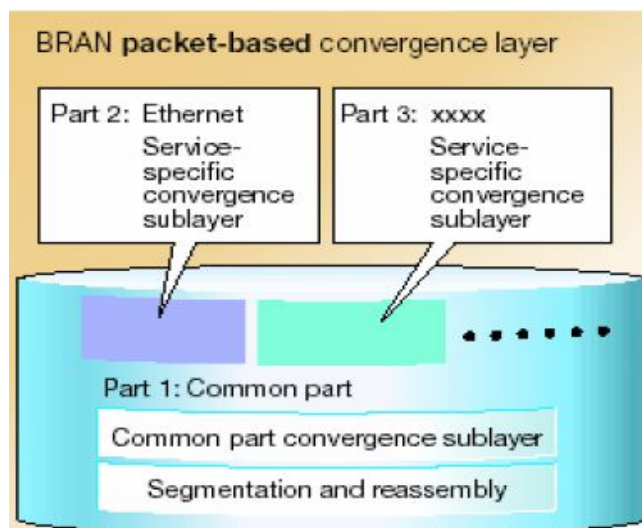 BRAN packet-based convergence layer
Part 2: Ethernet
Service-
specific
convergence
sublayer
Part 3: xxxx
Service-
specific
convergence
sublayer
Part 1: Common part
Common part convergence sublayer
Segmentation and reassembly